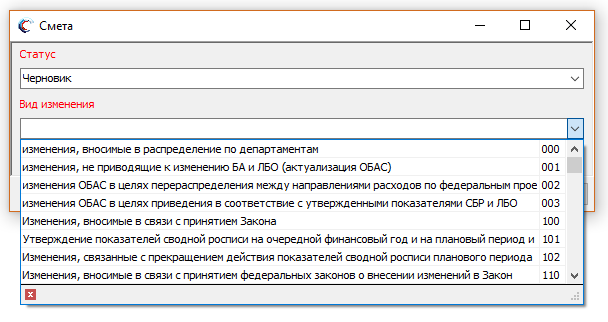 Смета
Статус
Черновик
Вид изменения
изменения, вносимые в распределение по департаментам 000
изменения, не приводящие к изменению БА и ЛБО (актуализация ОБАС) 001
изменения ОБАС в целях перераспределения между направлениями расходов по федеральным прое 002
изменения ОБАС в целях приведения в соответствие с утвержденными показателями СБР и ЛБО 003
Изменения, вносимые в связи с принятием Закона 100
Утверждение показателей сводной росписи на очередной финансовый год и на плановый период и 101
Изменения, связанные с прекращением действия показателей сводной росписи планового периода 102
Изменения, вносимые в связи с принятием федеральных законов о внесении изменений в Закон 110